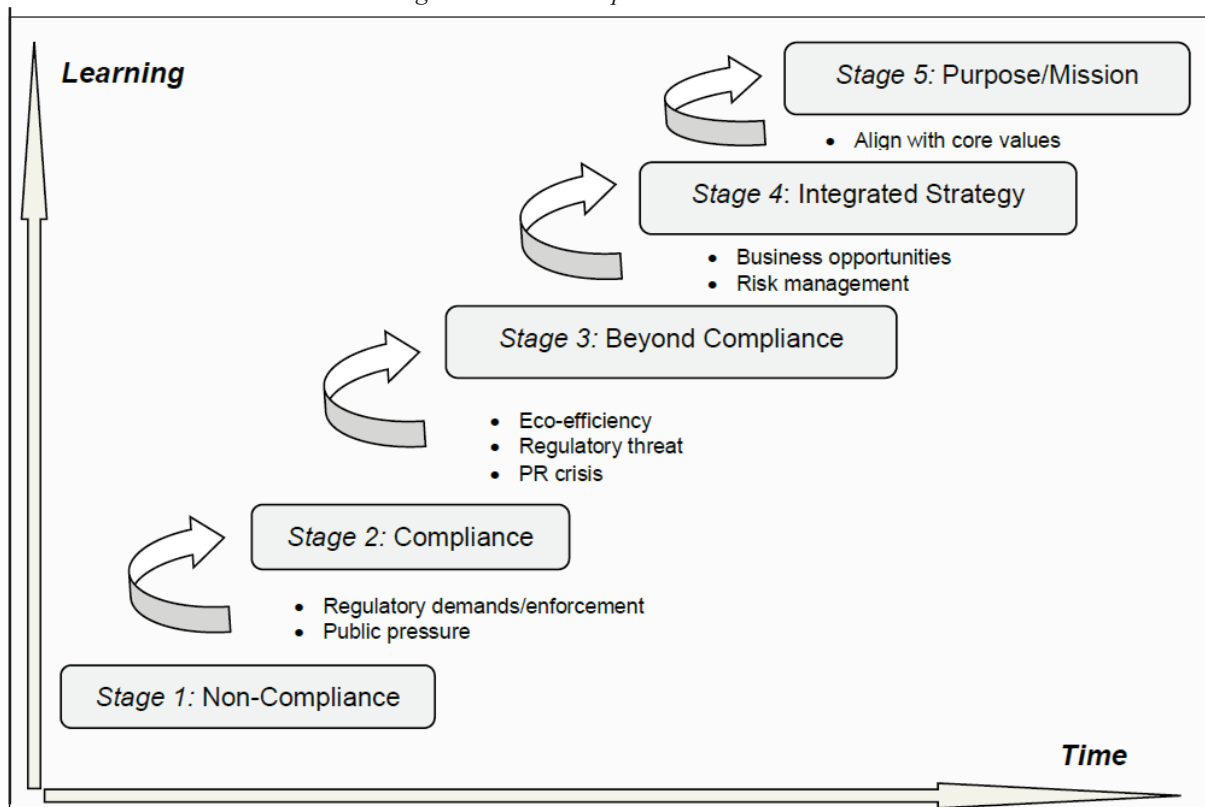 Learning
Stage 5: Purpose/Mission
• Align with core values
Stage 4: Integrated Strategy
• Business opportunities
• Risk management
Stage 3: Beyond Compliance
• Eco-efficiency
• Regulatory threat
• PR crisis
Stage 2: Compliance
• Regulatory demands/enforcement
• Public pressure
Stage 1: Non-Compliance
Time